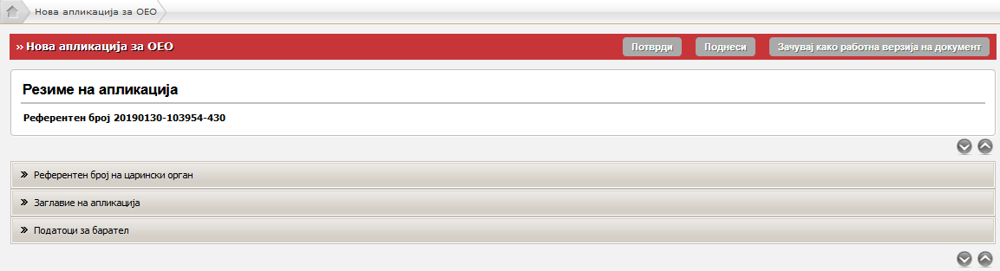 Нова апликација за ОЕО
» Нова апликација за ОЕО
Потврди
Поднеси
Зачувај како работна верзија на документ
Резиме на апликација
Референтен број 20190130-103954-430
» Референтен број на царински орган
» Заглавие на апликација
» Податоци за барател